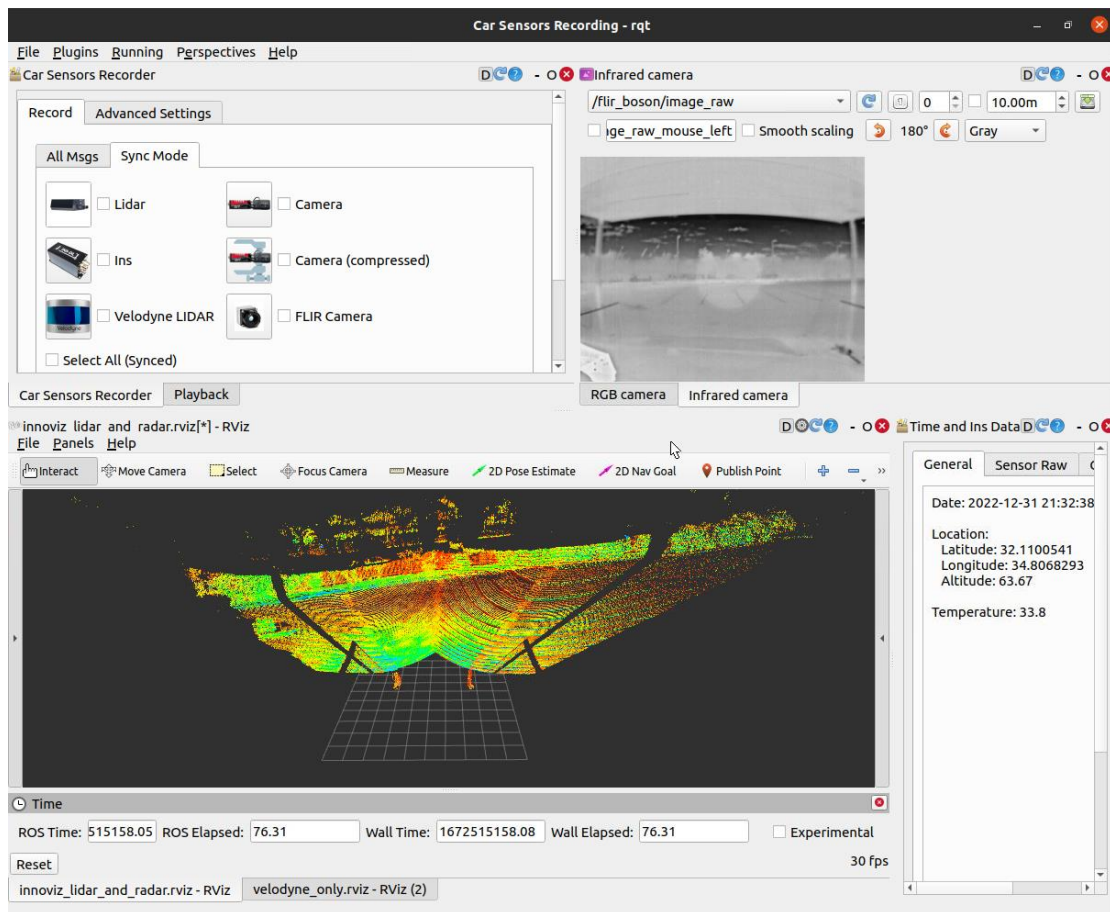 Car Sensors Recording - rqt
File Plugins Running Perspectives Help
Car Sensors Recorder
D
- O
Record Advanced Settings
All Msgs Sync Mode
Lidar Camera
Ins Camera (compressed)
Velodyne LIDAR FLIR Camera
Select All (Synced)
Car Sensors Recorder Playback
Infrared camera
D
- O
/flir_boson/image_raw 0 10.00m
age_raw_mouse_left Smooth scaling 180° Gray
RGB camera Infrared camera
innoviz_lidar_and_radar.rviz[*] - RViz
D
- O
File Panels Help
Interact Move Camera Select Focus Camera Measure 2D Pose Estimate 2D Nav Goal Publish Point »
Time
ROS Time: 515158.05 ROS Elapsed: 76.31 Wall Time: 1672515158.08 Wall Elapsed: 76.31 Experimental
Reset 30 fps
innoviz_lidar_and_radar.rviz - RViz velodyne_only.rviz - RViz (2)
Time and Ins Data
D
- O
General Sensor Raw
Date: 2022-12-31 21:32:38
Location:
Latitude: 32.1100541
Longitude: 34.8068293
Altitude: 63.67
Temperature: 33.8